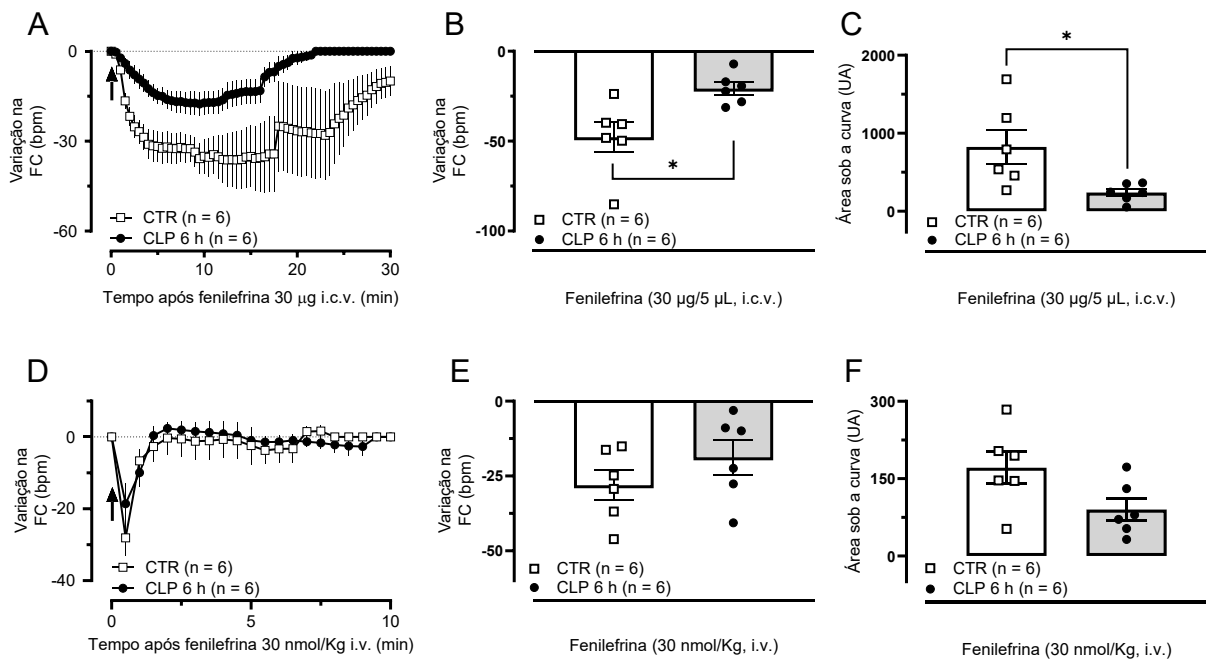 A
0
-30
-60
Variação na
FC (bpm)
CTR (n = 6)
CLP 6 h (n = 6)
0
10
20
30
Tempo após fenilefrina 30 μg i.c.v. (min)
B
0
-50
-100
Variação na
FC (bpm)
*
CTR (n = 6)
CLP 6 h (n = 6)
Fenilefrina (30 μg/5 μL, i.c.v.)
C
2000
1000
0
Área sob a curva (UA)
*
CTR (n = 6)
CLP 6 h (n = 6)
Fenilefrina (30 μg/5 μL, i.c.v.)
D
0
-20
-40
Variação na
FC (bpm)
CTR (n = 6)
CLP 6 h (n = 6)
0
5
10
Tempo após fenilefrina 30 nmol/Kg i.v. (min)
E
0
-25
-50
Variação na
FC (bpm)
CTR (n = 6)
CLP 6 h (n = 6)
Fenilefrina (30 nmol/Kg, i.v.)
F
300
150
0
Área sob a curva (UA)
CTR (n = 6)
CLP 6 h (n = 6)
Fenilefrina (30 nmol/Kg, i.v.)